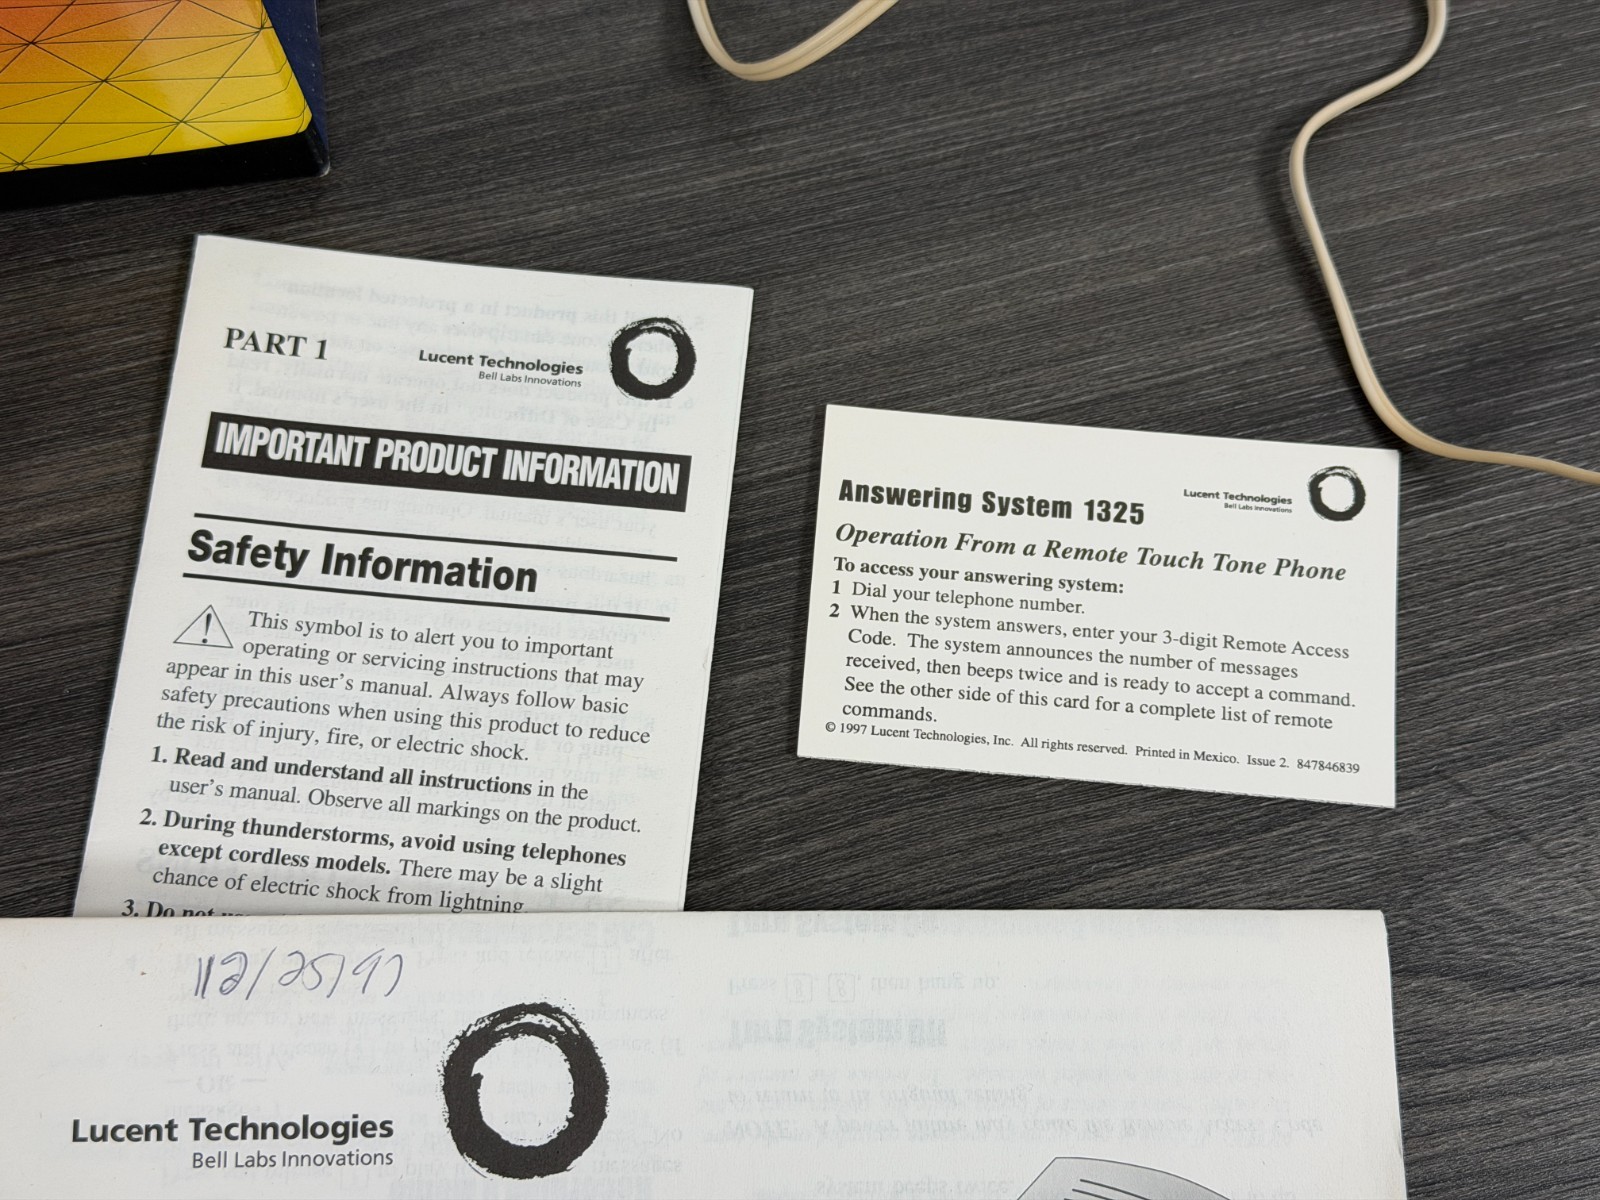 PART 1
Lucent Technologies
Bell Labs Innovations
IMPORTANT PRODUCT INFORMATION
Safety Information
This symbol is to alert you to important
operating or servicing instructions that may
appear in this user's manual. Always follow basic
safety precautions when using this product to reduce
the risk of injury, fire, or electric shock.
1. Read and understand all instructions in the
user's manual. Observe all markings on the product.
2. During thunderstorms, avoid using telephones
except cordless models. There may be a slight
chance of electric shock from lightning.
3. Do not
Answering System 1325
Lucent Technologies
Bell Labs Innovations
Operation From a Remote Touch Tone Phone
To access your answering system:
1 Dial your telephone number.
2 When the system answers, enter your 3-digit Remote Access
Code. The system announces the number of messages
received, then beeps twice and is ready to accept a command.
See the other side of this card for a complete list of remote
commands.
© 1997 Lucent Technologies, Inc. All rights reserved. Printed in Mexico. Issue 2. 847846839
12/25/97
Lucent Technologies
Bell Labs Innovations